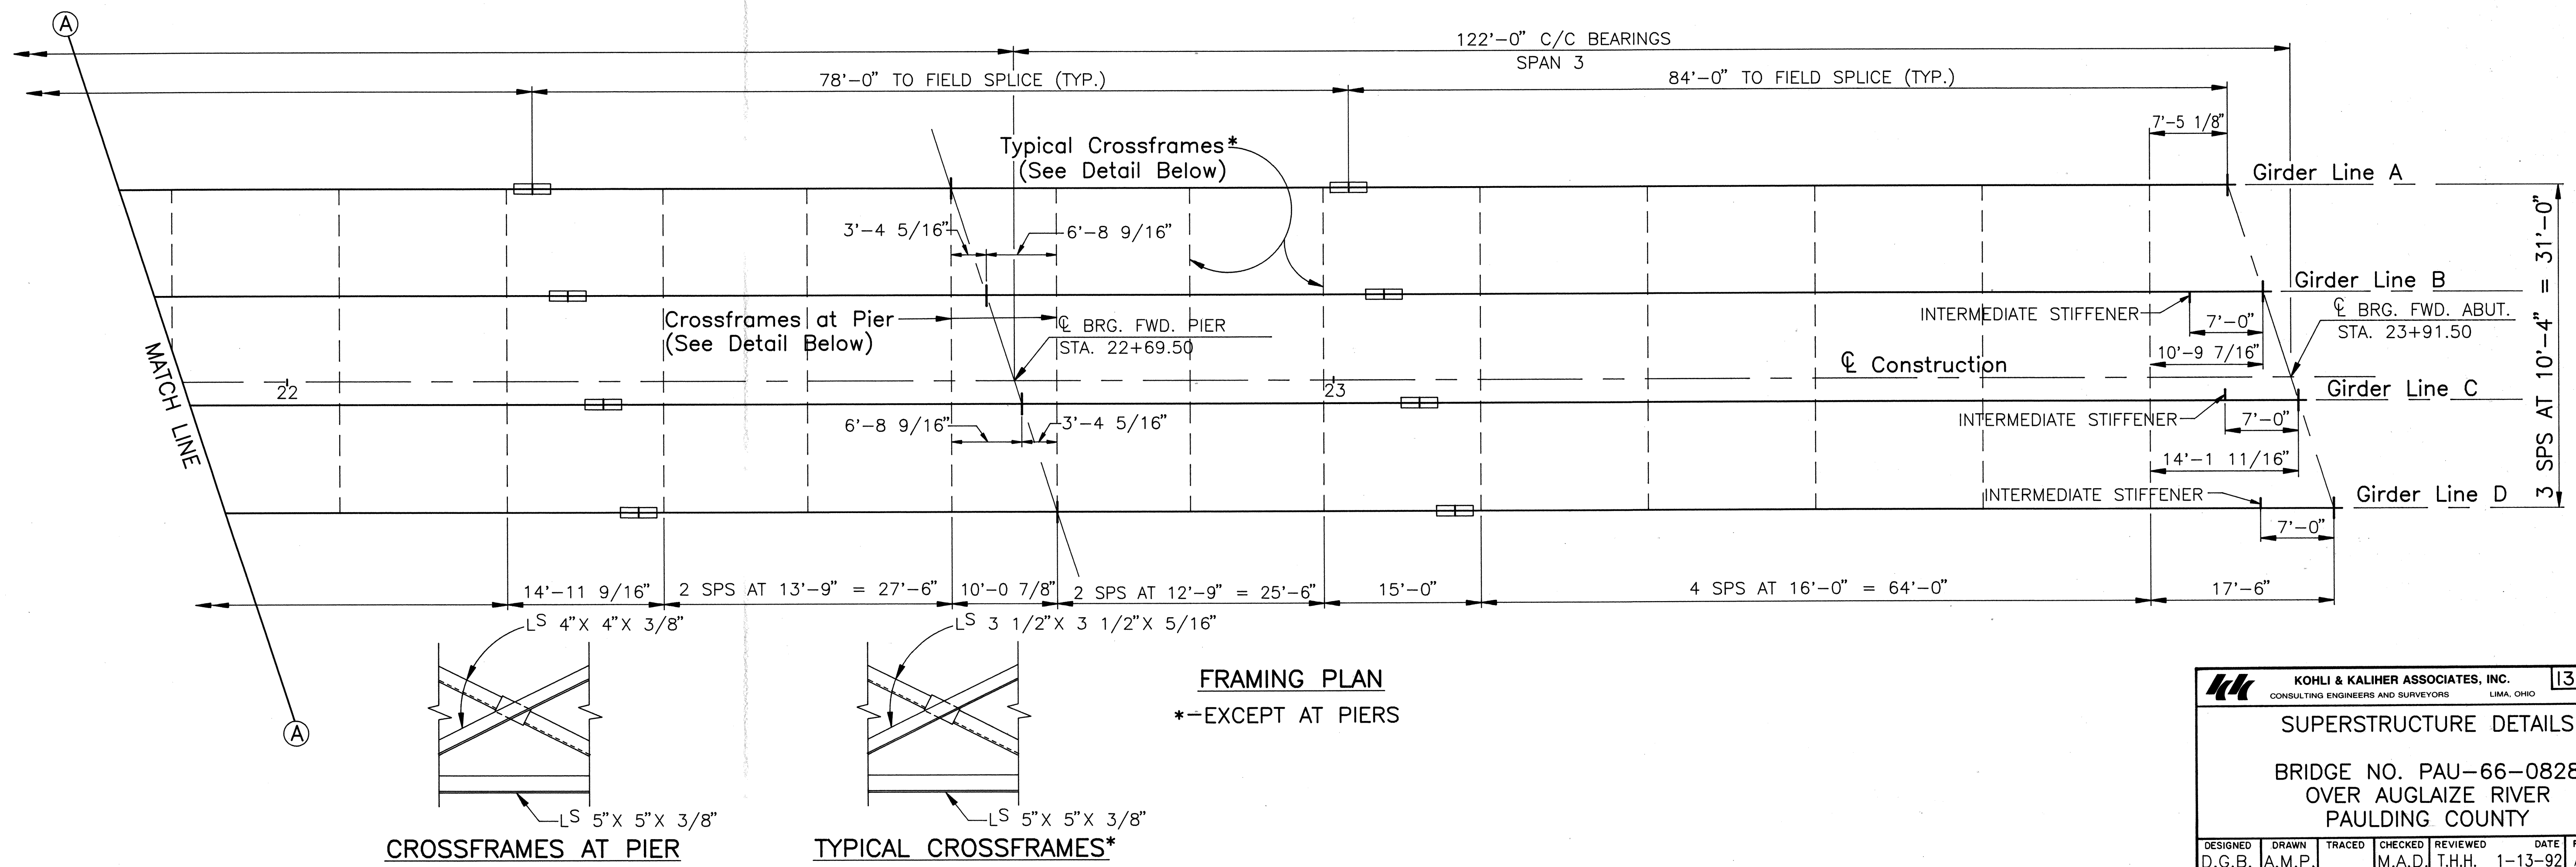 A
122'-0" C/C BEARINGS
SPAN 3
78'-0" TO FIELD SPLICE (TYP.)
84'-0" TO FIELD SPLICE (TYP.)
7'-5 1/8"
Typical Crossframes*
(See Detail Below)
Girder Line A
3'-4 5/16"
6'-8 9/16"
Girder Line B
Crossframes at Pier
(See Detail Below)
℄ BRG. FWD. PIER
STA. 22+69.50
INTERMEDIATE STIFFENER
7'-0"
℄ BRG. FWD. ABUT.
STA. 23+91.50
10'-9 7/16"
3 SPS AT 10'-4" = 31'-0"
MATCH LINE
22
23
℄ Construction
Girder Line C
6'-8 9/16"
3'-4 5/16"
INTERMEDIATE STIFFENER
7'-0"
14'-1 11/16"
INTERMEDIATE STIFFENER
Girder Line D
7'-0"
14'-11 9/16"
2 SPS AT 13'-9" = 27'-6"
10'-0 7/8"
2 SPS AT 12'-9" = 25'-6"
15'-0"
4 SPS AT 16'-0" = 64'-0"
17'-6"
A
LS 4"X 4"X 3/8"
LS 5"X 5"X 3/8"
CROSSFRAMES AT PIER
LS 3 1/2"X 3 1/2"X 5/16"
LS 5"X 5"X 3/8"
TYPICAL CROSSFRAMES*
FRAMING PLAN
*-EXCEPT AT PIERS
KOHLI & KALIHER ASSOCIATES, INC.
CONSULTING ENGINEERS AND SURVEYORS LIMA, OHIO
13
SUPERSTRUCTURE DETAILS
BRIDGE NO. PAU-66-0828
OVER AUGLAIZE RIVER
PAULDING COUNTY
DESIGNED DRAWN TRACED CHECKED REVIEWED DATE
D.G.B. A.M.P. M.A.D. T.H.H. 1-13-92